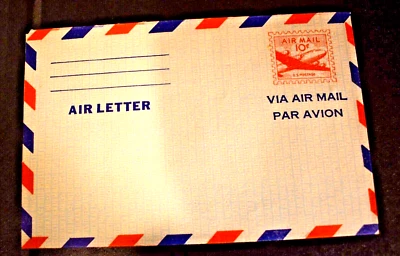 AIR MAIL
10¢
U.S. POSTAGE
AIR LETTER
VIA AIR MAIL
PAR AVION